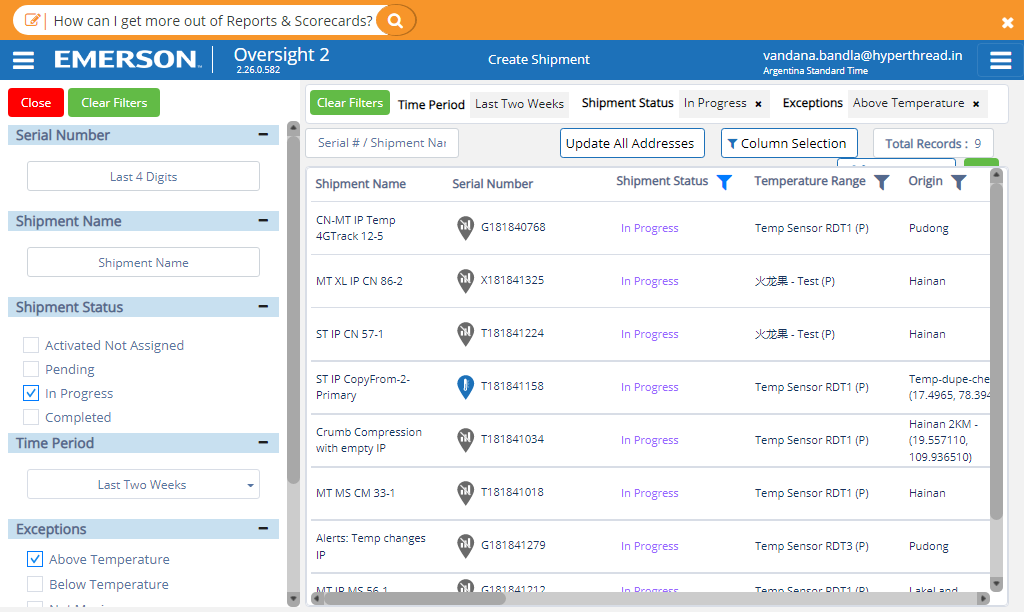 How can I get more out of Reports & Scorecards?
EMERSON
Oversight 2
2.26.0.582
Create Shipment
vandana.bandla@hyperthread.in
Argentina Standard Time
Close
Clear Filters
Serial Number
Last 4 Digits
Shipment Name
Shipment Name
Shipment Status
Activated Not Assigned
Pending
In Progress
Completed
Time Period
Last Two Weeks
Exceptions
Above Temperature
Below Temperature
Clear Filters Time Period Last Two Weeks Shipment Status In Progress × Exceptions Above Temperature ×
Serial # / Shipment Nar
Update All Addresses
Column Selection
Total Records : 9
Shipment Name Serial Number Shipment Status Temperature Range Origin
CN-MT IP Temp
4GTrack 12-5
G181840768 In Progress Temp Sensor RDT1 (P) Pudong
MT XL IP CN 86-2 X181841325 In Progress 火龙果 - Test (P) Hainan
ST IP CN 57-1 T181841224 In Progress 火龙果 - Test (P) Hainan
ST IP CopyFrom-2-
Primary
T181841158 In Progress Temp Sensor RDT1 (P)
Temp-dupe-che
(17.4965, 78.394
Crumb Compression
with empty IP
T181841034 In Progress Temp Sensor RDT1 (P)
Hainan 2KM -
(19.557110,
109.936510)
MT MS CM 33-1 T181841018 In Progress Temp Sensor RDT1 (P) Hainan
Alerts: Temp changes
IP
G181841279 In Progress Temp Sensor RDT3 (P) Pudong
MT IP MS 56-1 G181841212 In Progress Temp Sensor RDT1 (P) LakeLand